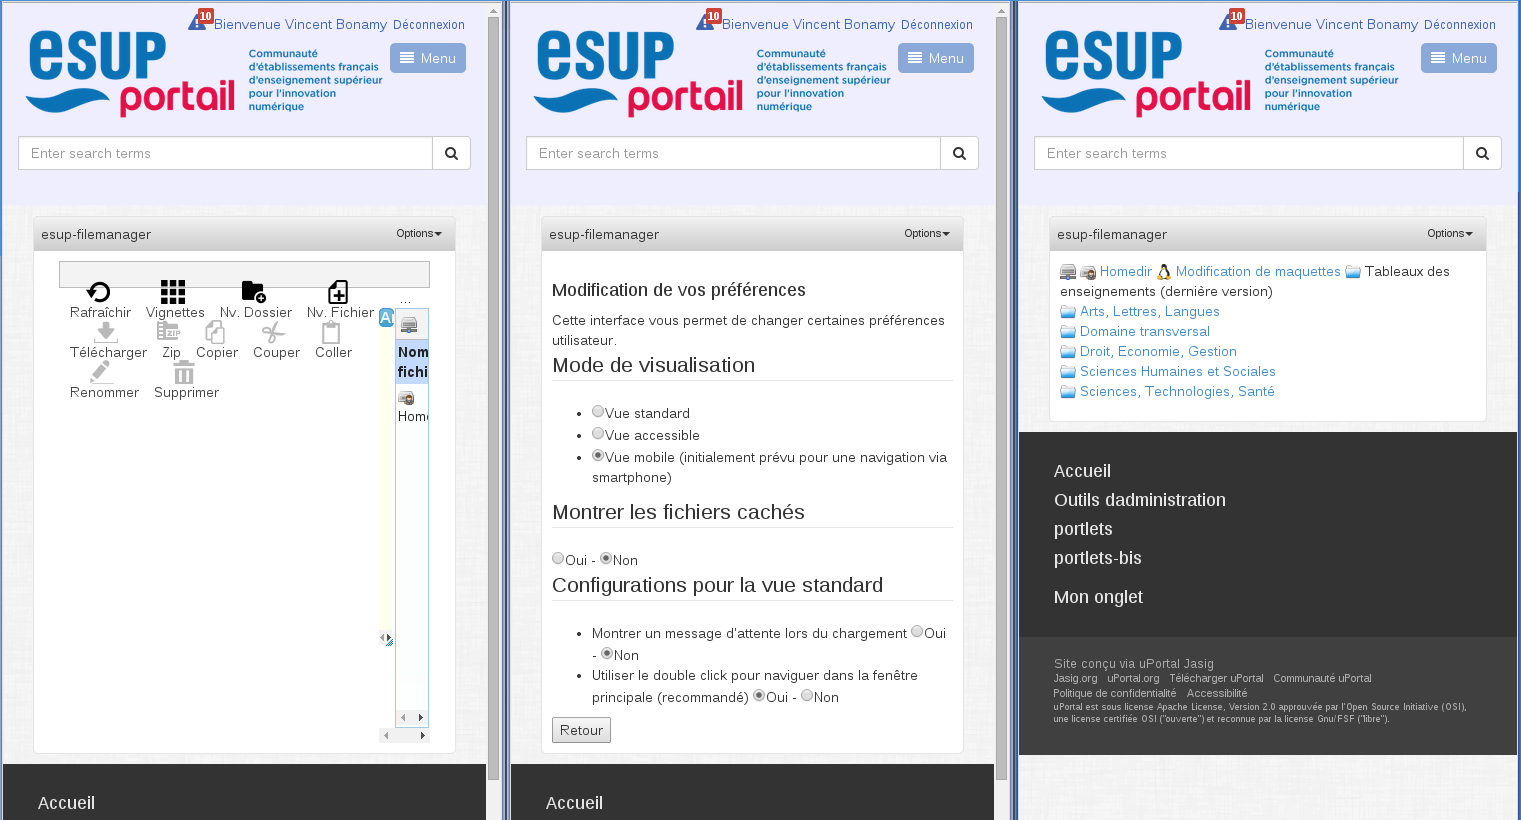 10
Bienvenue Vincent Bonamy Déconnexion
esup
portail
Communauté
d'établissements français
d'enseignement supérieur
pour l'innovation
numérique
Menu
Enter search terms
esup-filemanager
Options
Rafraîchir Vignettes Nv. Dossier Nv. Fichier
...
ZIP
Télécharger Zip Copier Couper Coller
Renommer Supprimer
A
Nom
fichi
Home
Accueil
10
Bienvenue Vincent Bonamy Déconnexion
esup
portail
Communauté
d'établissements français
d'enseignement supérieur
pour l'innovation
numérique
Menu
Enter search terms
esup-filemanager
Options
Modification de vos préférences
Cette interface vous permet de changer certaines préférences
utilisateur.
Mode de visualisation
Vue standard
Vue accessible
Vue mobile (initialement prévu pour une navigation via
smartphone)
Montrer les fichiers cachés
Oui - Non
Configurations pour la vue standard
Montrer un message d'attente lors du chargement Oui
- Non
Utiliser le double click pour naviguer dans la fenêtre
principale (recommandé) Oui - Non
Retour
Accueil
10
Bienvenue Vincent Bonamy Déconnexion
esup
portail
Communauté
d'établissements français
d'enseignement supérieur
pour l'innovation
numérique
Menu
Enter search terms
esup-filemanager
Options
Homedir Modification de maquettes Tableaux des
enseignements (dernière version)
Arts, Lettres, Langues
Domaine transversal
Droit, Economie, Gestion
Sciences Humaines et Sociales
Sciences, Technologies, Santé
Accueil
Outils dadministration
portlets
portlets-bis
Mon onglet
Site conçu via uPortal Jasig
Jasig.org uPortal.org Télécharger uPortal Communauté uPortal
Politique de confidentialité Accessibilité
uPortal est sous license Apache License, Version 2.0 approuvée par l'Open Source Initiative (OSI),
une license certifiée OSI ("ouverte") et reconnue par la license Gnu/FSF ("libre").